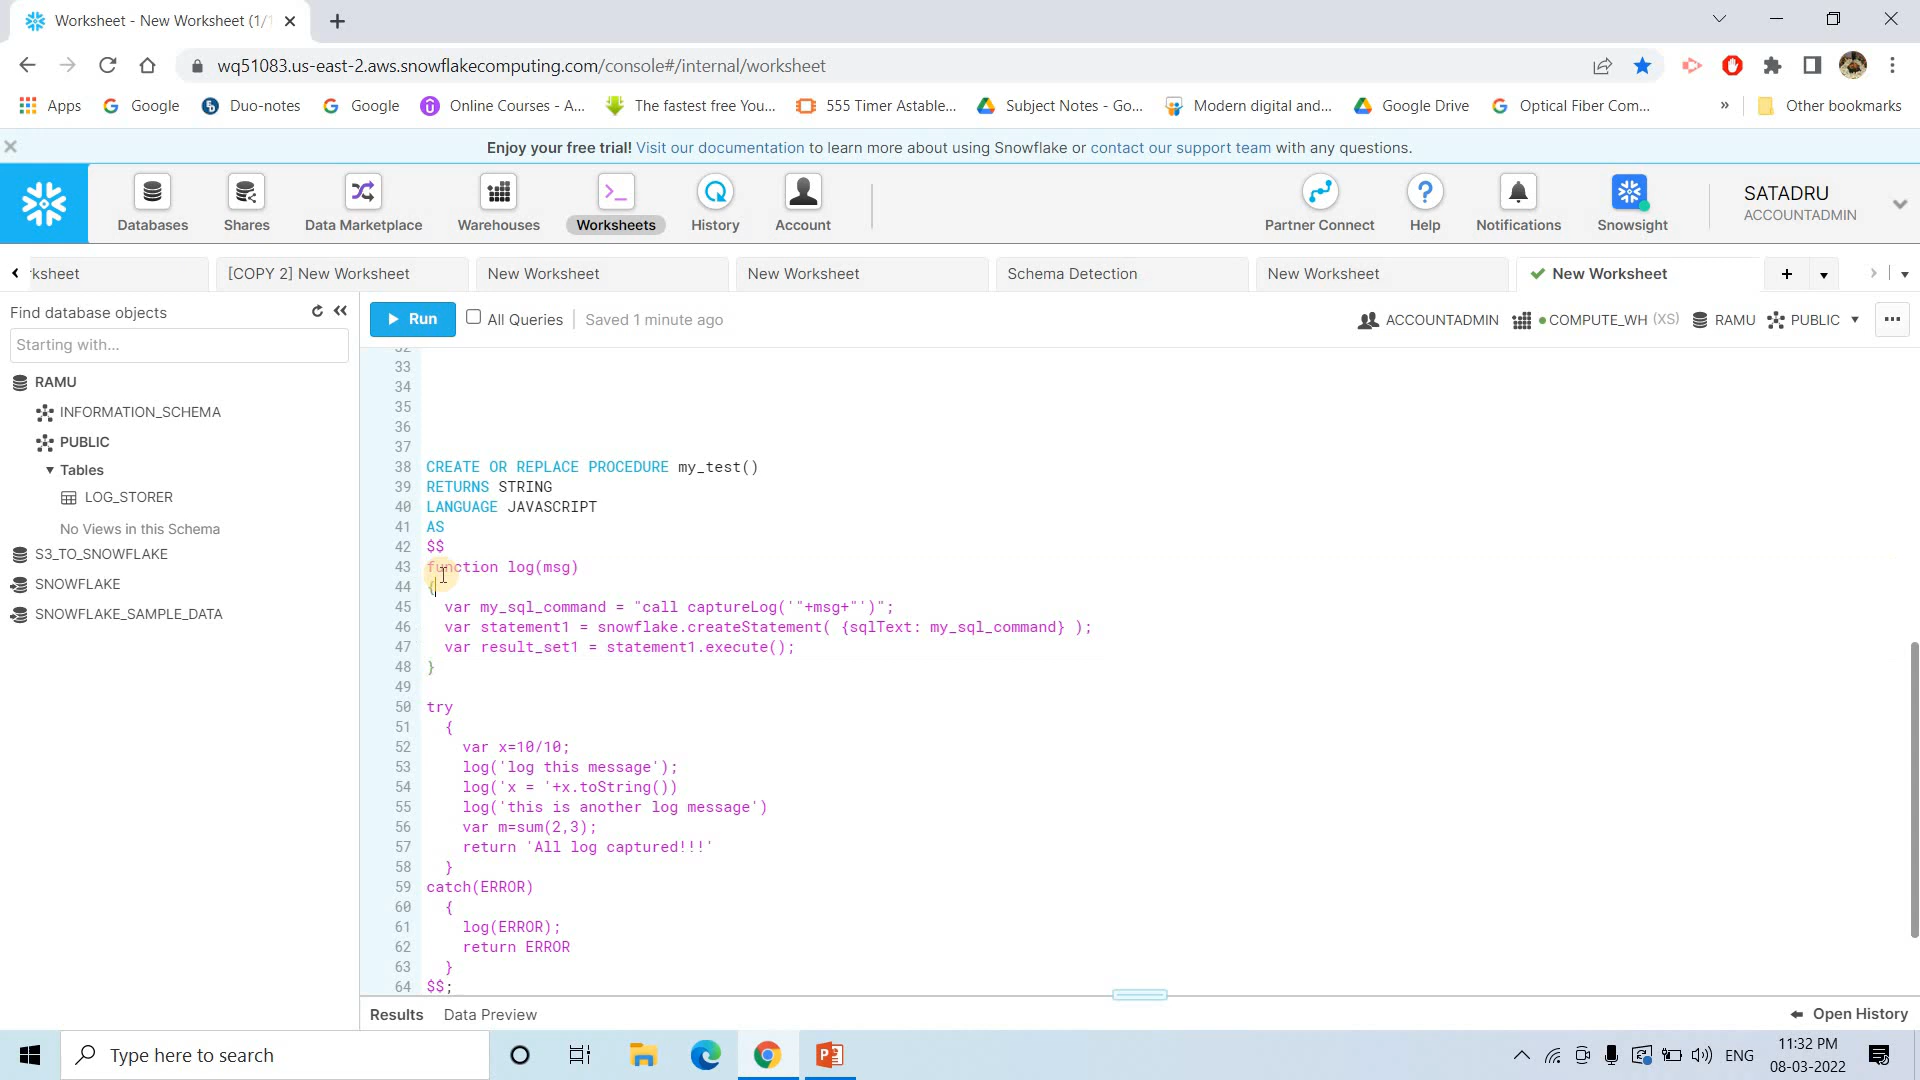 Worksheet - New Worksheet (1/1
wq51083.us-east-2.aws.snowflakecomputing.com/console#/internal/worksheet
Apps Google Duo-notes Google Online Courses - A... The fastest free You... 555 Timer Astable... Subject Notes - Go... Modern digital and... Google Drive Optical Fiber Com... » Other bookmarks
Enjoy your free trial! Visit our documentation to learn more about using Snowflake or contact our support team with any questions.
Databases Shares Data Marketplace Warehouses Worksheets History Account Partner Connect Help Notifications Snowsight
SATADRU
ACCOUNTADMIN
rksheet [COPY 2] New Worksheet New Worksheet New Worksheet Schema Detection New Worksheet New Worksheet
Find database objects
Starting with...
RAMU
INFORMATION_SCHEMA
PUBLIC
Tables
LOG_STORER
No Views in this Schema
S3_TO_SNOWFLAKE
SNOWFLAKE
SNOWFLAKE_SAMPLE_DATA
Run All Queries Saved 1 minute ago ACCOUNTADMIN COMPUTE_WH (XS) RAMU PUBLIC
32
33
34
35
36
37
38 CREATE OR REPLACE PROCEDURE my_test()
39 RETURNS STRING
40 LANGUAGE JAVASCRIPT
41 AS
42 $$
43 function log(msg)
44 {
45 var my_sql_command = "call captureLog('"+msg+"')";
46 var statement1 = snowflake.createStatement( {sqlText: my_sql_command} );
47 var result_set1 = statement1.execute();
48 }
49
50 try
51 {
52 var x=10/10;
53 log('log this message');
54 log('x = '+x.toString())
55 log('this is another log message')
56 var m=sum(2,3);
57 return 'All log captured!!!'
58 }
59 catch(ERROR)
60 {
61 log(ERROR);
62 return ERROR
63 }
64 $$;
Results Data Preview Open History
Type here to search
ENG
11:32 PM
08-03-2022